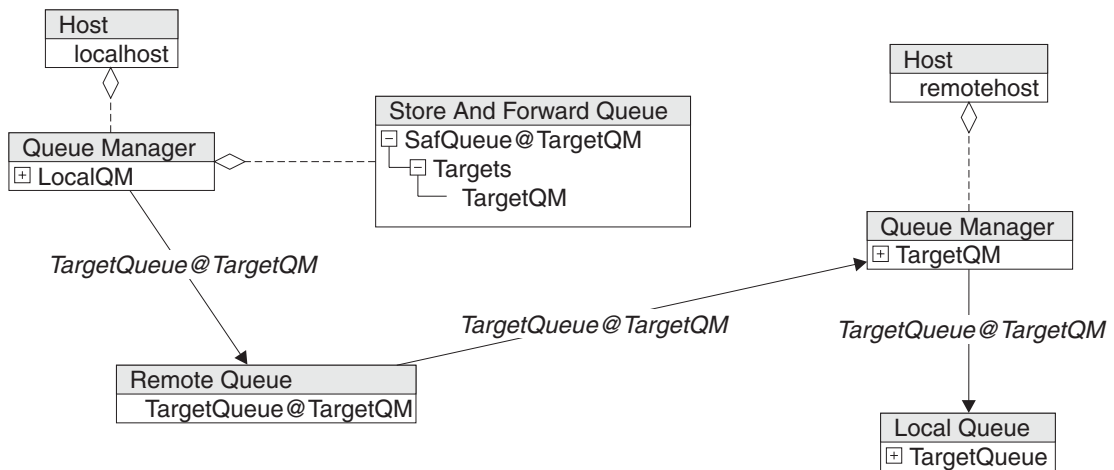 Host
localhost
Host
remotehost
Store And Forward Queue
SafQueue@TargetQM
Targets
TargetQM
Queue Manager
LocalQM
Queue Manager
TargetQM
TargetQueue@TargetQM
TargetQueue@TargetQM
TargetQueue@TargetQM
Remote Queue
TargetQueue@TargetQM
Local Queue
TargetQueue